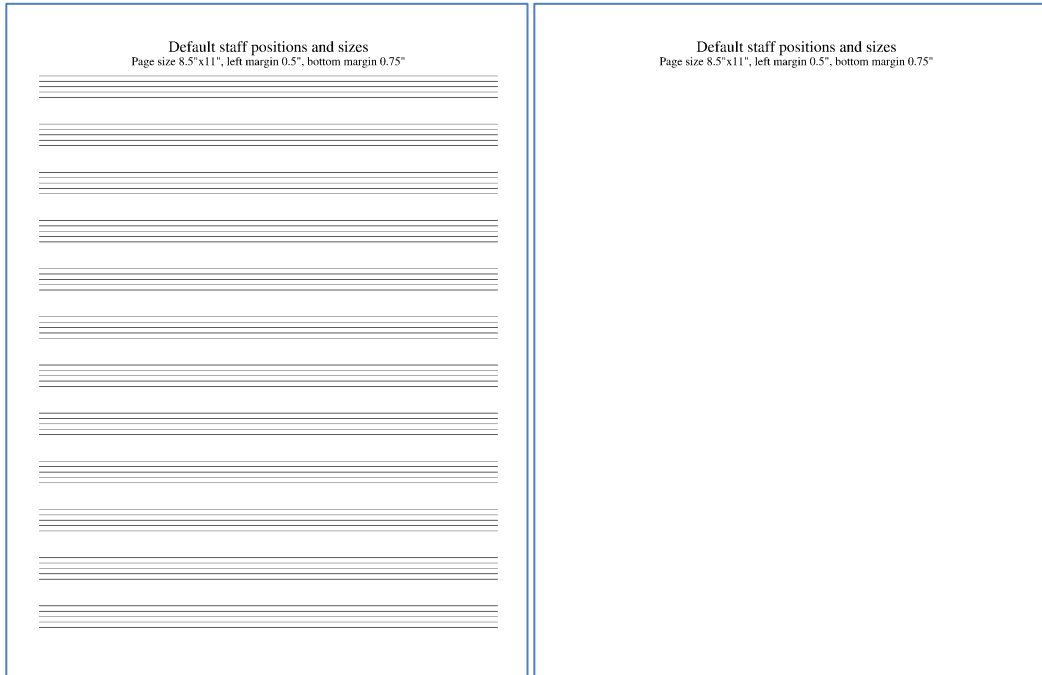 Default staff positions and sizes
Page size 8.5"x11", left margin 0.5", bottom margin 0.75"
Default staff positions and sizes
Page size 8.5"x11", left margin 0.5", bottom margin 0.75"